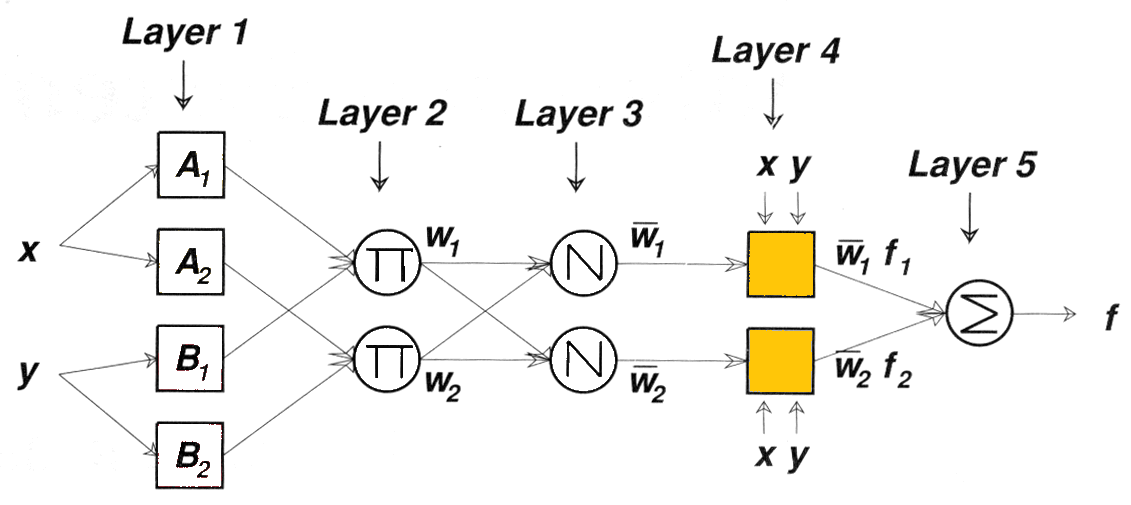 Layer 1
Layer 2
Layer 3
Layer 4
Layer 5
x
y
A₁
A₂
B₁
B₂
Π
Π
w₁
w₂
N
N
w̅₁
w̅₂
x y
x y
w̅₁ f₁
w̅₂ f₂
Σ
f